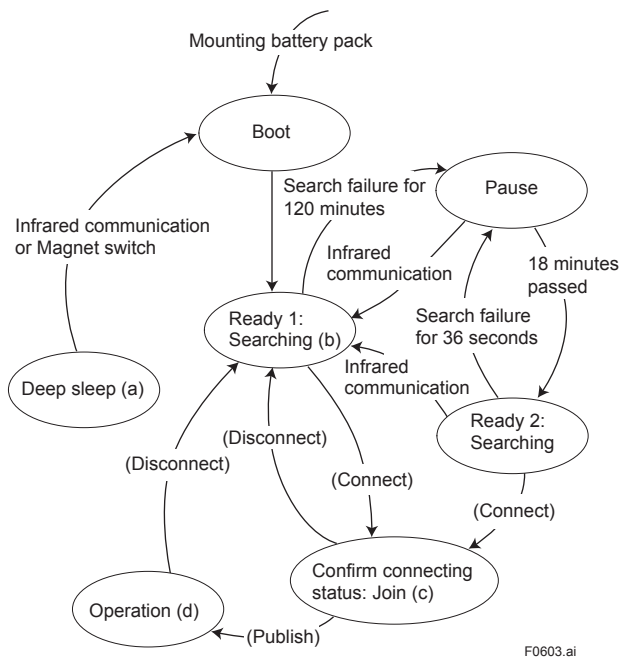 Mounting battery pack
Boot
Search failure for
120 minutes
Pause
Infrared communication
or Magnet switch
Infrared
communication
18 minutes
passed
Ready 1:
Searching (b)
Search failure
for 36 seconds
Deep sleep (a)
Infrared
communication
Ready 2:
Searching
(Disconnect)
(Disconnect)
(Connect)
(Connect)
Confirm connecting
status: Join (c)
Operation (d)
(Publish)
F0603.ai